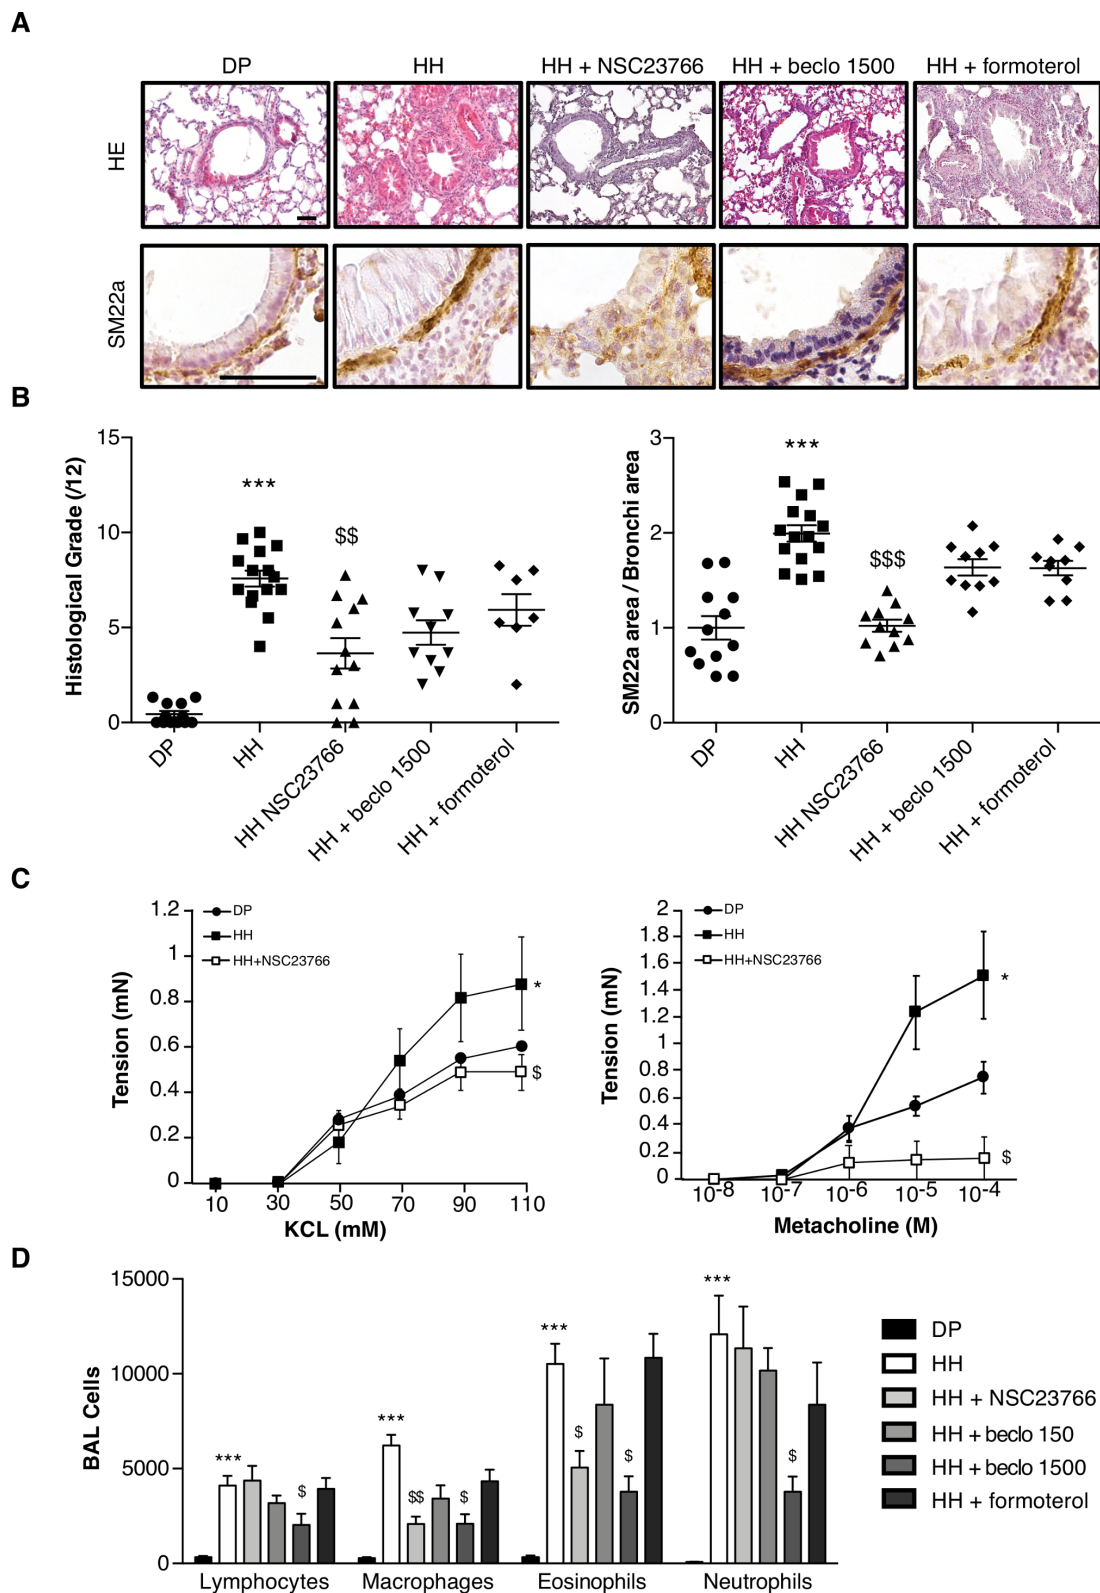 A
DP HH HH + NSC23766 HH + beclo 1500 HH + formoterol
HE
SM22a
B
Histological Grade (/12)
15
10
5
0
***
$$
DP HH HH NSC23766 HH + beclo 1500 HH + formoterol
SM22a area / Bronchi area
3
2
1
0
***
$$$
DP HH HH NSC23766 HH + beclo 1500 HH + formoterol
C
Tension (mN)
1.2
1
0.8
0.6
0.4
0.2
0
DP
HH
HH+NSC23766
*
$
10 30 50 70 90 110
KCL (mM)
Tension (mN)
2
1.8
1.6
1.4
1.2
1
0.8
0.6
0.4
0.2
0
DP
HH
HH+NSC23766
*
$
10-8 10-7 10-6 10-5 10-4
Metacholine (M)
D
BAL Cells
15000
10000
5000
0
*** $
*** $$ $
*** $ $
*** $
Lymphocytes Macrophages Eosinophils Neutrophils
DP
HH
HH + NSC23766
HH + beclo 150
HH + beclo 1500
HH + formoterol